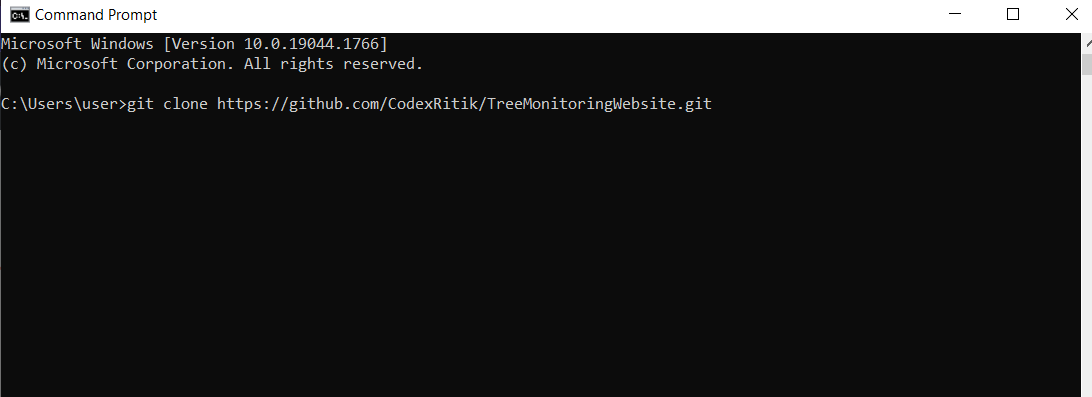 Command Prompt
Microsoft Windows [Version 10.0.19044.1766]
(c) Microsoft Corporation. All rights reserved.
C:\Users\user>git clone https://github.com/CodexRitik/TreeMonitoringWebsite.git